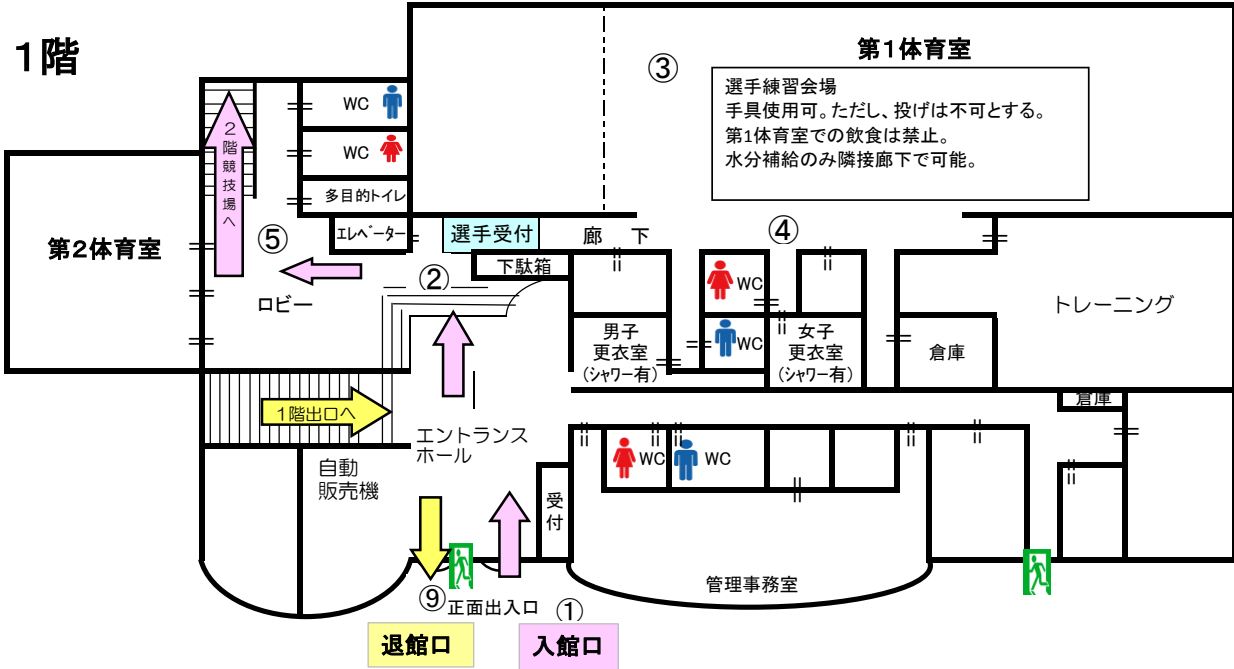 1階
③
第1体育室
選手練習会場
手具使用可。ただし、投げは不可とする。
第1体育室での飲食は禁止。
水分補給のみ隣接廊下で可能。
WC
WC
多目的トイレ
エレベーター
2階競技場へ
第2体育室
⑤
ロビー
選手受付
廊 下
④
②
下駄箱
WC
WC
男子
更衣室
(シャワー有)
女子
更衣室
(シャワー有)
倉庫
トレーニング
倉庫
1階出口へ
エントランス
ホール
自動
販売機
受付
WC
WC
管理事務室
⑨
正面出入口
①
退館口
入館口